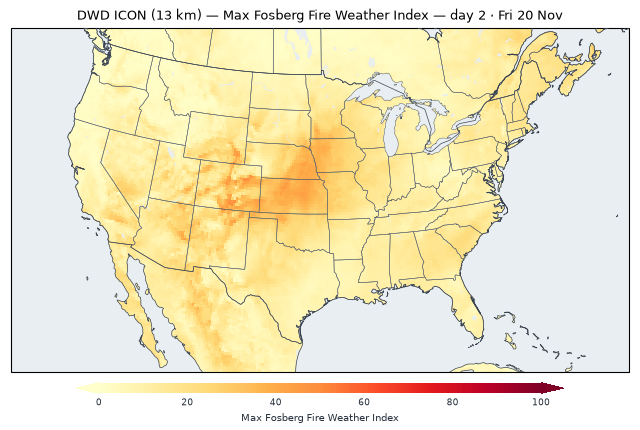 DWD ICON (13 km) — Max Fosberg Fire Weather Index — day 2 · Fri 20 Nov
0 20 40 60 80 100
Max Fosberg Fire Weather Index